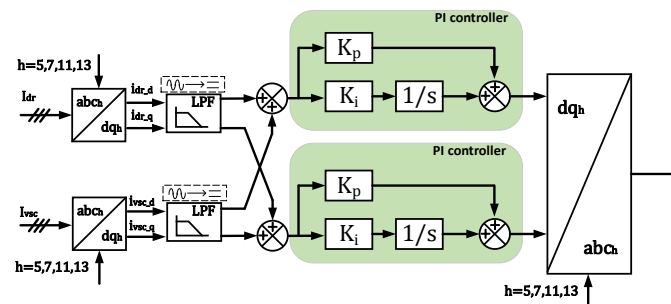 PI controller
h=5,7,11,13
Idr
abch
dqh
idr_d
idr_q
LPF
Kp
Ki
1/s
dqh
abch
h=5,7,11,13
PI controller
Ivsc
abch
dqh
ivsc_d
ivsc_q
LPF
Kp
Ki
1/s
h=5,7,11,13